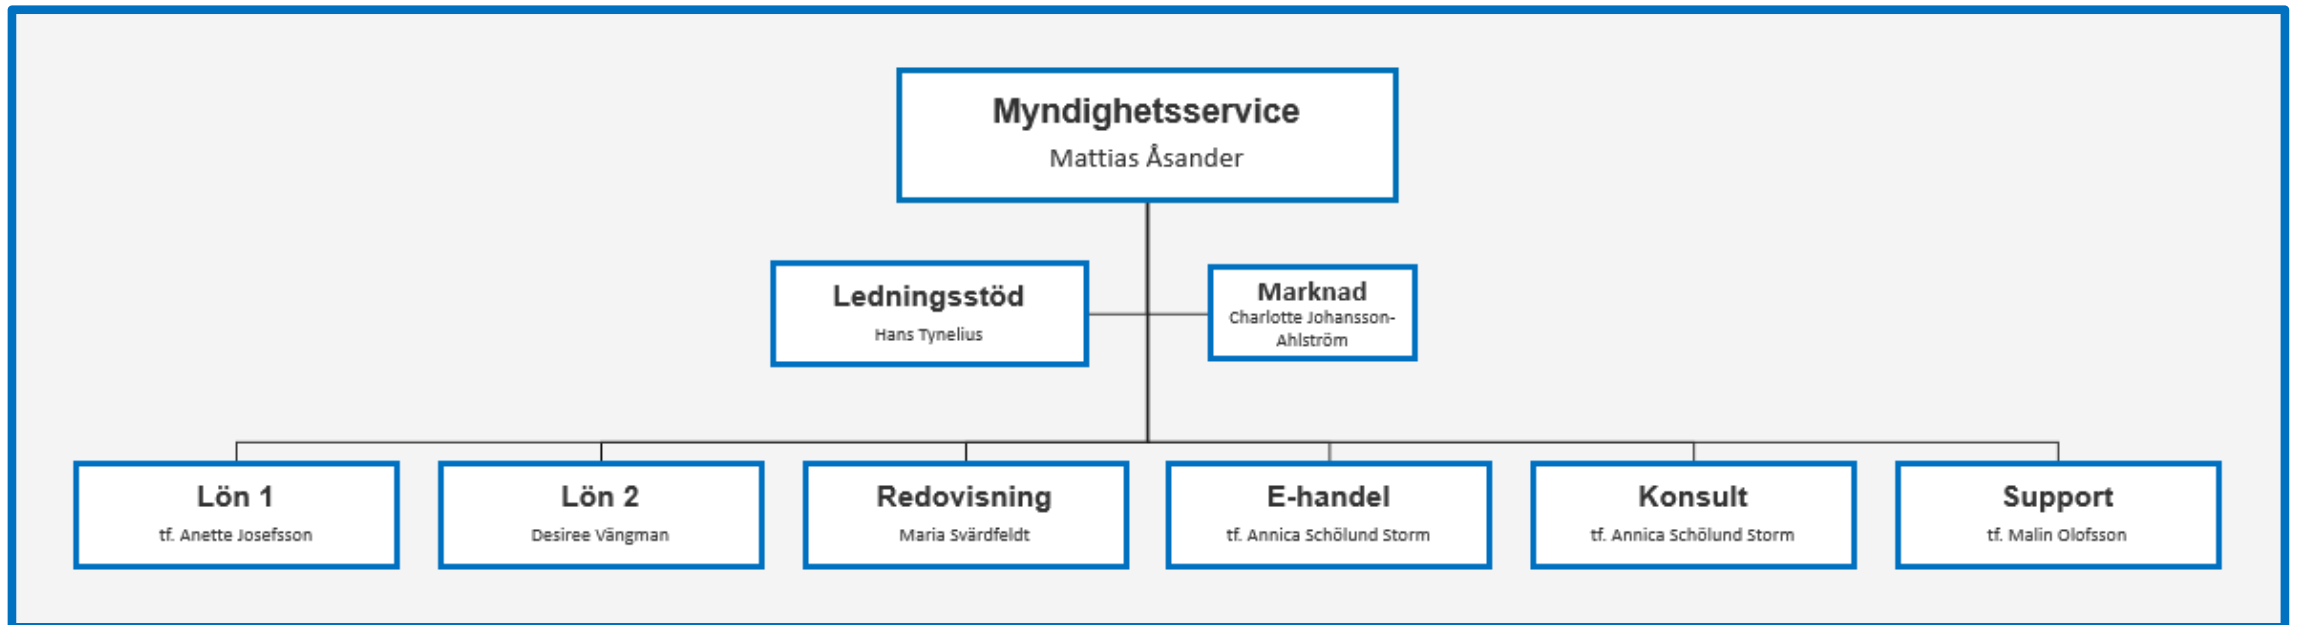 Myndighetsservice
Mattias Åsander
Ledningsstöd
Hans Tynelius
Marknad
Charlotte Johansson-
Ahlström
Lön 1
tf. Anette Josefsson
Lön 2
Desiree Vängman
Redovisning
Maria Svärdfeldt
E-handel
tf. Annica Schölund Storm
Konsult
tf. Annica Schölund Storm
Support
tf. Malin Olofsson